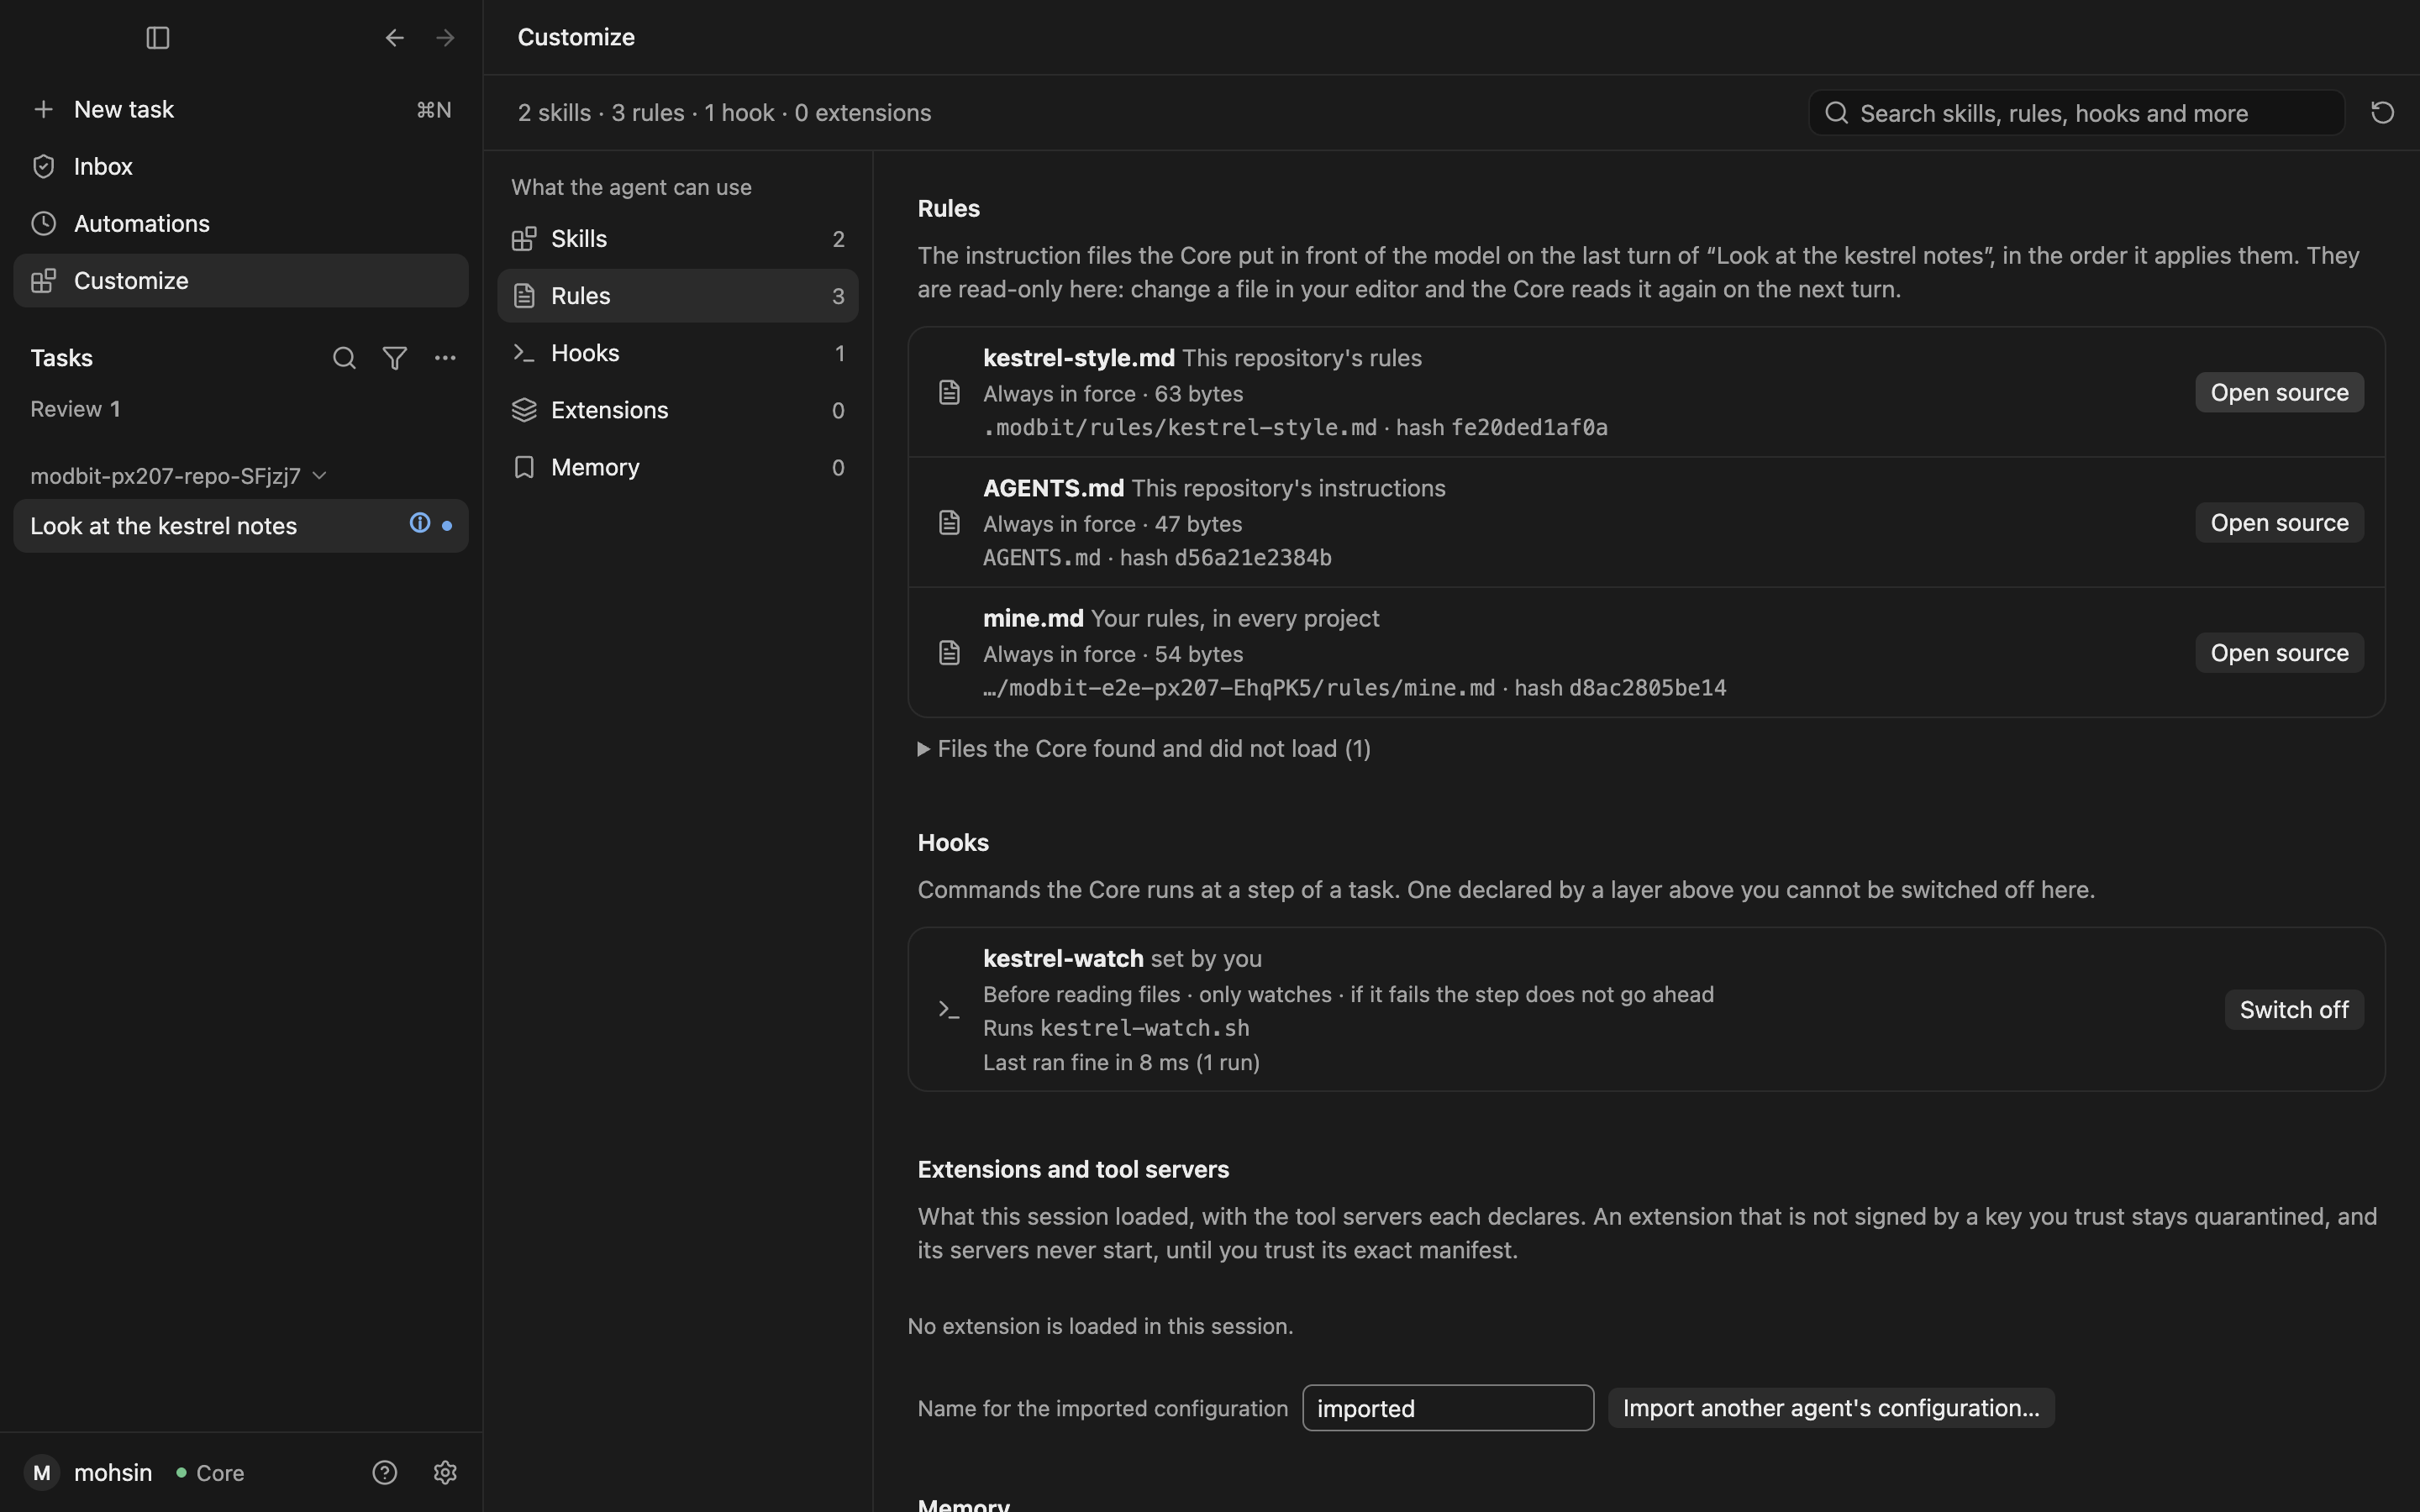 Customize
New task ⌘N
Inbox
Automations
Customize
Tasks
Review 1
modbit-px207-repo-SFjzj7
Look at the kestrel notes
M mohsin Core
2 skills · 3 rules · 1 hook · 0 extensions
Search skills, rules, hooks and more
What the agent can use
Skills 2
Rules 3
Hooks 1
Extensions 0
Memory 0
Rules
The instruction files the Core put in front of the model on the last turn of “Look at the kestrel notes”, in the order it applies them. They
are read-only here: change a file in your editor and the Core reads it again on the next turn.
kestrel-style.md This repository's rules
Always in force · 63 bytes
.modbit/rules/kestrel-style.md · hash fe20ded1af0a
Open source
AGENTS.md This repository's instructions
Always in force · 47 bytes
AGENTS.md · hash d56a21e2384b
Open source
mine.md Your rules, in every project
Always in force · 54 bytes
…/modbit-e2e-px207-EhqPK5/rules/mine.md · hash d8ac2805be14
Open source
Files the Core found and did not load (1)
Hooks
Commands the Core runs at a step of a task. One declared by a layer above you cannot be switched off here.
kestrel-watch set by you
Before reading files · only watches · if it fails the step does not go ahead
Runs kestrel-watch.sh
Last ran fine in 8 ms (1 run)
Switch off
Extensions and tool servers
What this session loaded, with the tool servers each declares. An extension that is not signed by a key you trust stays quarantined, and
its servers never start, until you trust its exact manifest.
No extension is loaded in this session.
Name for the imported configuration imported Import another agent's configuration...
Memory